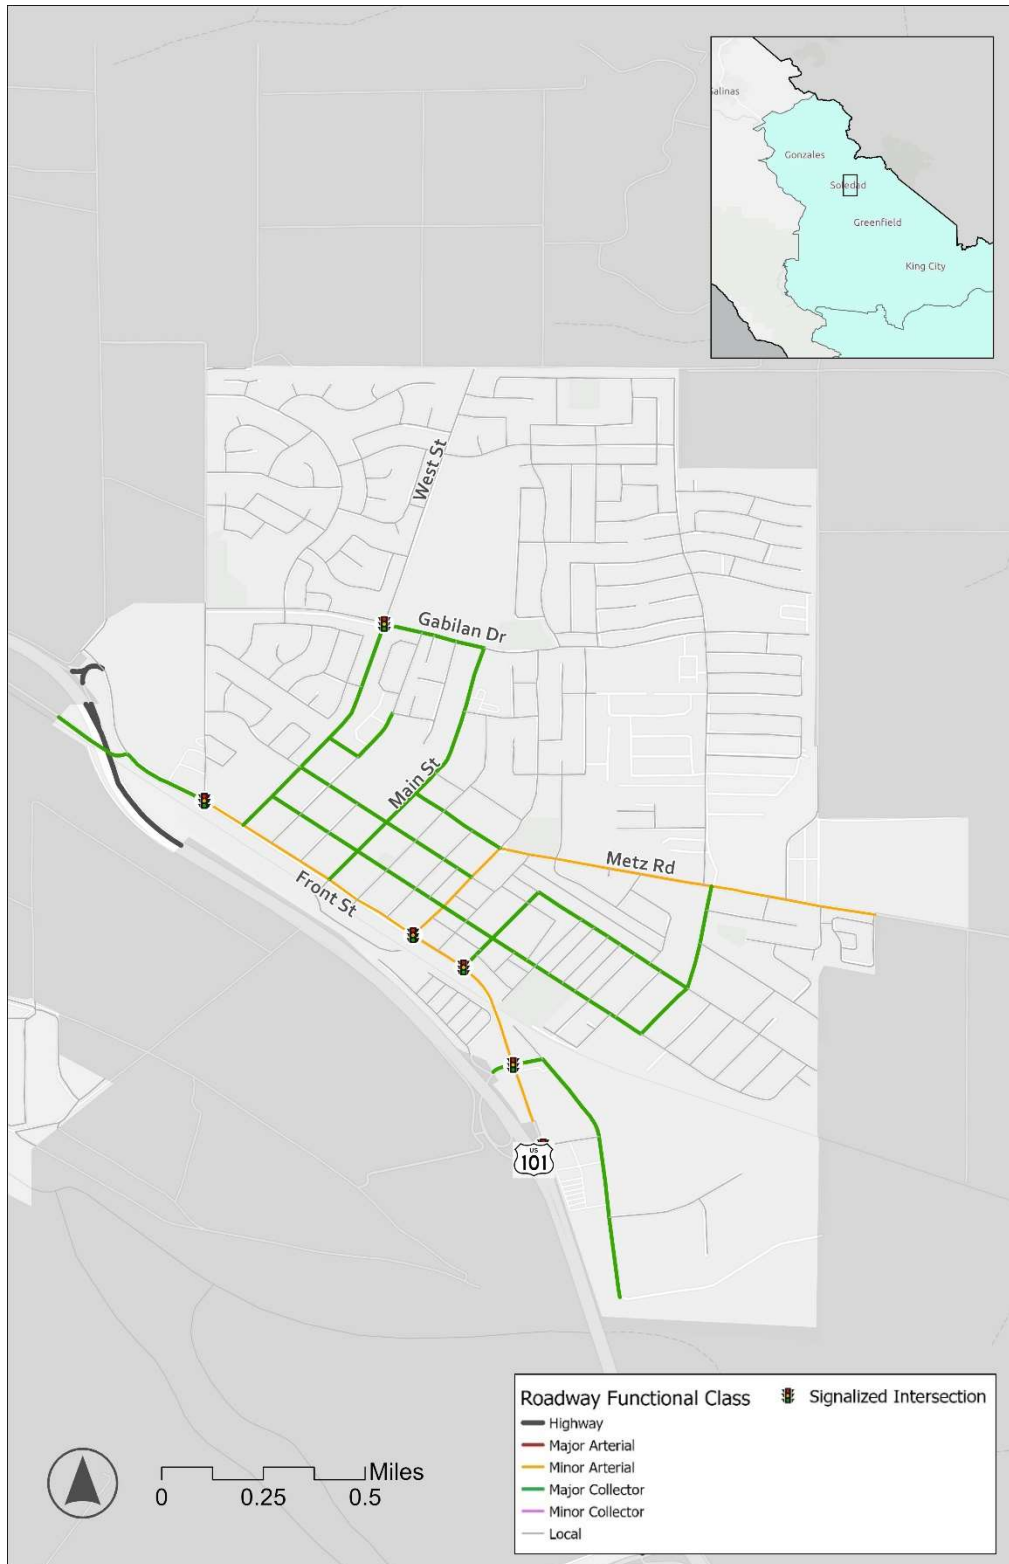 Salinas
Gonzales
Soledad
Greenfield
King City
West St
Gabilan Dr
Main St
Metz Rd
Front St
US
101
Roadway Functional Class
Signalized Intersection
Highway
Major Arterial
Minor Arterial
Major Collector
Minor Collector
Local
Miles
0 0.25 0.5